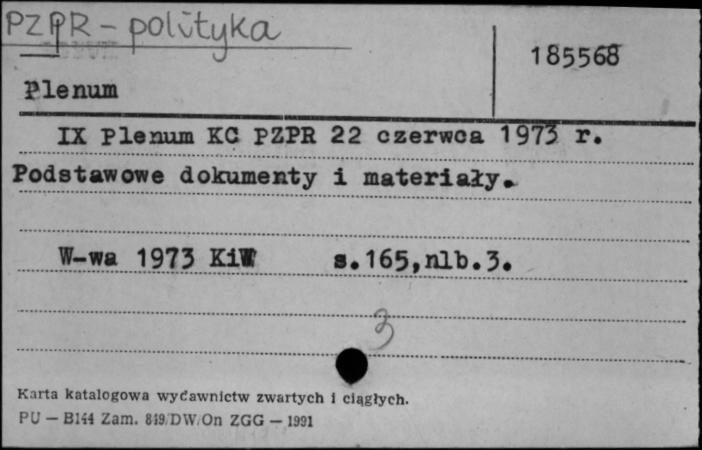 PZPR - polityka
185568
Plenum
IX Plenum KC PZPR 22 czerwca 1973 r.
Podstawowe dokumenty i materiały.
W-wa 1973 KiW s.165,nlb.3.
3
Karta katalogowa wydawnictw zwartych i ciągłych.
PU — B144 Zam. 849/DW/On ZGG — 1991